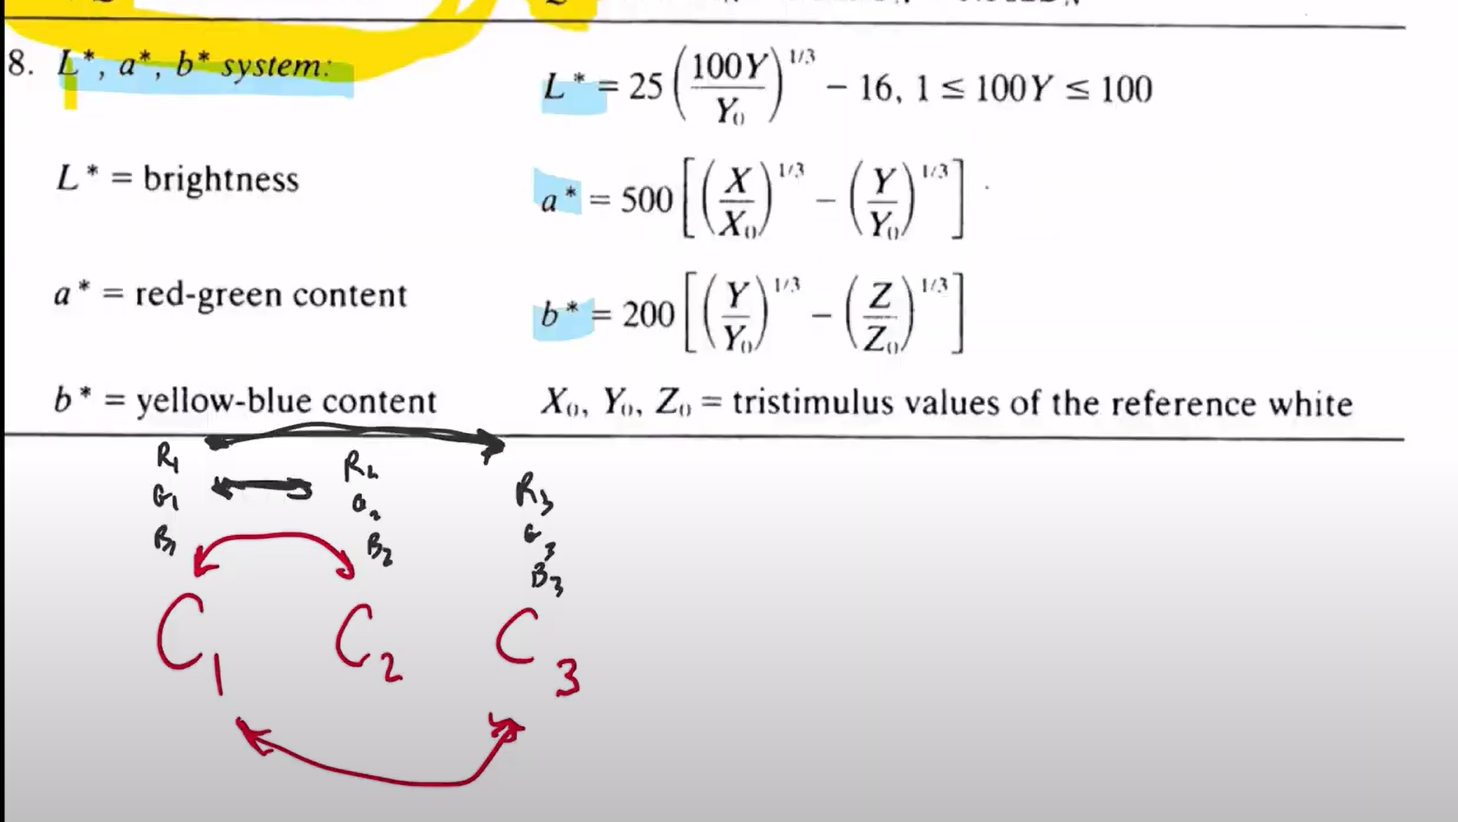 8. L*, a*, b* system:
L* = 25 (100Y / Y₀)^1/3 − 16, 1 ≤ 100Y ≤ 100
L* = brightness
a* = 500 [(X / X₀)^1/3 − (Y / Y₀)^1/3]
a* = red-green content
b* = 200 [(Y / Y₀)^1/3 − (Z / Z₀)^1/3]
b* = yellow-blue content
X₀, Y₀, Z₀ = tristimulus values of the reference white
R1 R2 R3
G1 G2 G3
B1 B2 B3
C1 C2 C3